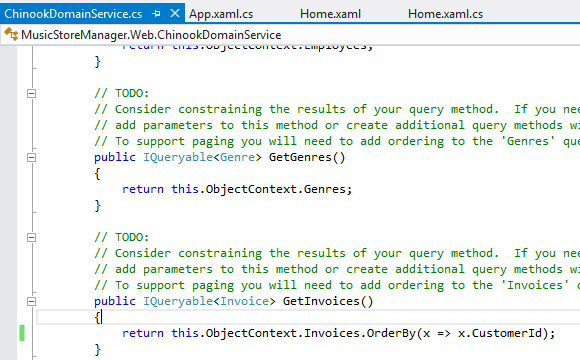 ChinookDomainService.cs App.xaml.cs Home.xaml Home.xaml.cs
MusicStoreManager.Web.ChinookDomainService
return this.ObjectContext.Employees;
}
// TODO:
// Consider constraining the results of your query method.  If you need
// add parameters to this method or create additional query methods wi
// To support paging you will need to add ordering to the 'Genres' que
public IQueryable<Genre> GetGenres()
{
return this.ObjectContext.Genres;
}
// TODO:
// Consider constraining the results of your query method.  If you need
// add parameters to this method or create additional query methods wi
// To support paging you will need to add ordering to the 'Invoices' q
public IQueryable<Invoice> GetInvoices()
{
return this.ObjectContext.Invoices.OrderBy(x => x.CustomerId);
}